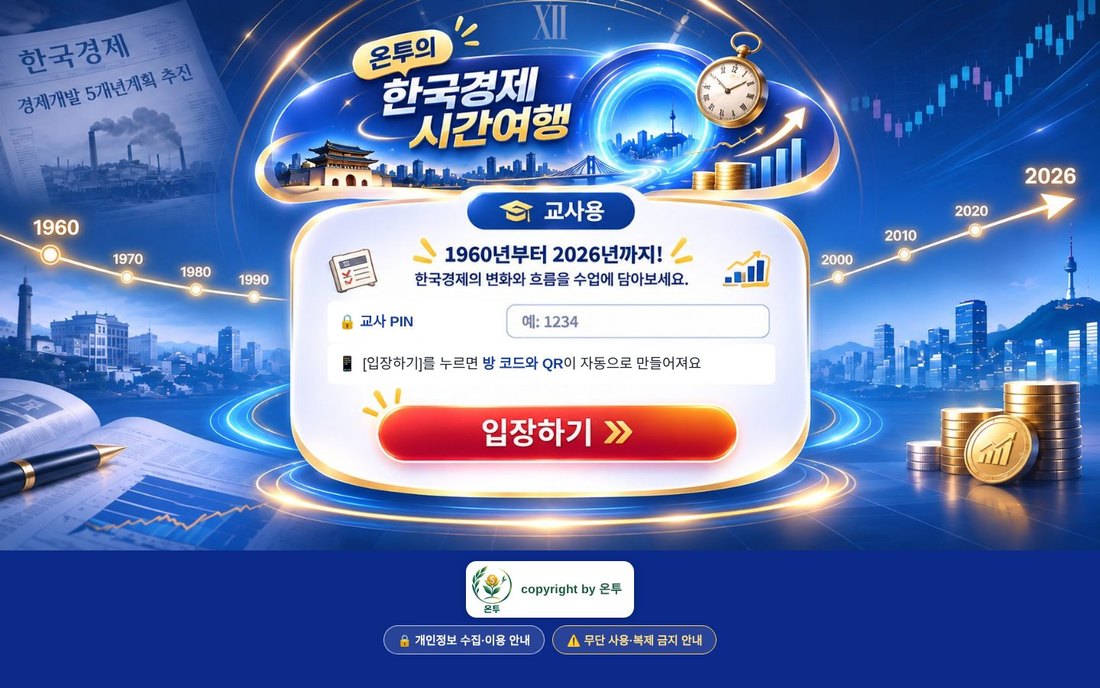 XII
한국경제
경제개발 5개년계획 추진
온투의
한국경제
시간여행
교사용
1960년부터 2026년까지!
한국경제의 변화와 흐름을 수업에 담아보세요.
1960
1970
1980
1990
2000
2010
2020
2026
교사 PIN
예: 1234
[입장하기]를 누르면 방 코드와 QR이 자동으로 만들어져요
입장하기
온투
copyright by 온투
개인정보 수집·이용 안내
무단 사용·복제 금지 안내